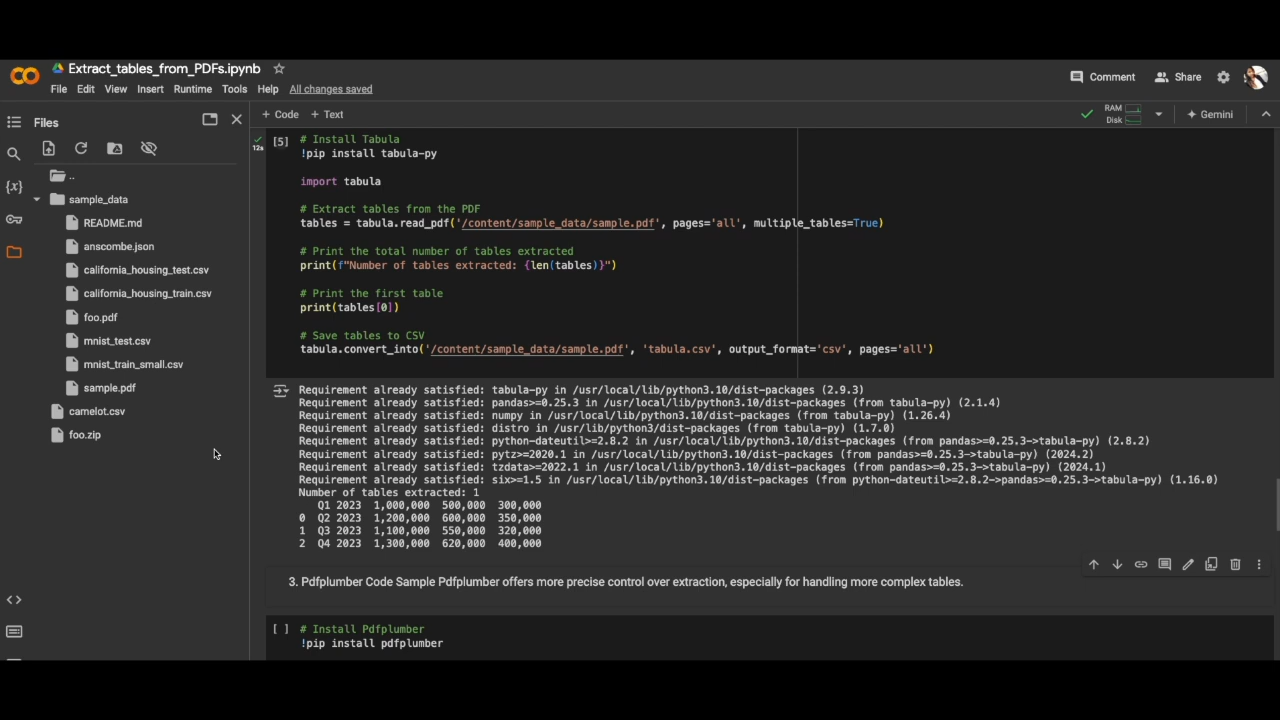 Extract_tables_from_PDFs.ipynb
Comment
Share
File Edit View Insert Runtime Tools Help All changes saved
Files
+ Code + Text
RAM
Disk
Gemini
..
sample_data
README.md
anscombe.json
california_housing_test.csv
california_housing_train.csv
foo.pdf
mnist_test.csv
mnist_train_small.csv
sample.pdf
camelot.csv
foo.zip
{x}
12s
[5] # Install Tabula
!pip install tabula-py
import tabula
# Extract tables from the PDF
tables = tabula.read_pdf('/content/sample_data/sample.pdf', pages='all', multiple_tables=True)
# Print the total number of tables extracted
print(f"Number of tables extracted: {len(tables)}")
# Print the first table
print(tables[0])
# Save tables to CSV
tabula.convert_into('/content/sample_data/sample.pdf', 'tabula.csv', output_format='csv', pages='all')
Requirement already satisfied: tabula-py in /usr/local/lib/python3.10/dist-packages (2.9.3)
Requirement already satisfied: pandas>=0.25.3 in /usr/local/lib/python3.10/dist-packages (from tabula-py) (2.1.4)
Requirement already satisfied: numpy in /usr/local/lib/python3.10/dist-packages (from tabula-py) (1.26.4)
Requirement already satisfied: distro in /usr/lib/python3/dist-packages (from tabula-py) (1.7.0)
Requirement already satisfied: python-dateutil>=2.8.2 in /usr/local/lib/python3.10/dist-packages (from pandas>=0.25.3->tabula-py) (2.8.2)
Requirement already satisfied: pytz>=2020.1 in /usr/local/lib/python3.10/dist-packages (from pandas>=0.25.3->tabula-py) (2024.2)
Requirement already satisfied: tzdata>=2022.1 in /usr/local/lib/python3.10/dist-packages (from pandas>=0.25.3->tabula-py) (2024.1)
Requirement already satisfied: six>=1.5 in /usr/local/lib/python3.10/dist-packages (from python-dateutil>=2.8.2->pandas>=0.25.3->tabula-py) (1.16.0)
Number of tables extracted: 1
Q1 2023 1,000,000 500,000 300,000
0 Q2 2023 1,200,000 600,000 350,000
1 Q3 2023 1,100,000 550,000 320,000
2 Q4 2023 1,300,000 620,000 400,000
3. Pdfplumber Code Sample Pdfplumber offers more precise control over extraction, especially for handling more complex tables.
[ ] # Install Pdfplumber
!pip install pdfplumber